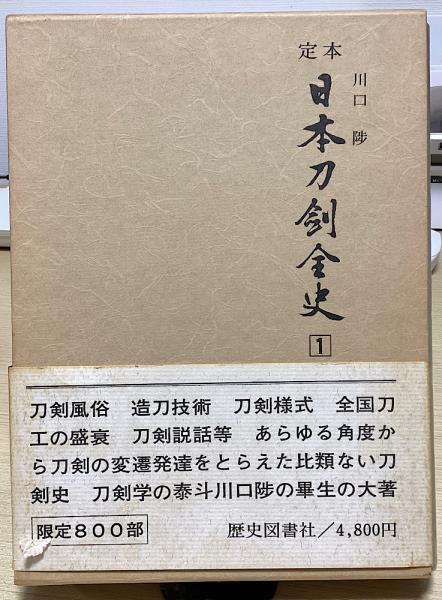 定本
川口陟
日本刀剣全史
1
刀剣風俗　造刀技術　刀剣様式　全国刀
工の盛衰　刀剣説話等　あらゆる角度か
ら刀剣の変遷発達をとらえた比類ない刀
剣史　刀剣学の泰斗川口陟の畢生の大著
限定800部
歴史図書社／4,800円